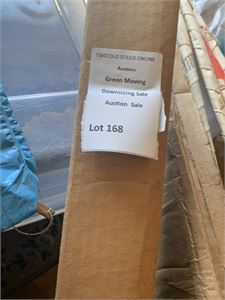 TWO OLD SOULS ONLINE
Auction
Green Moving
Downsizing Sale
Auction Sale
Lot 168